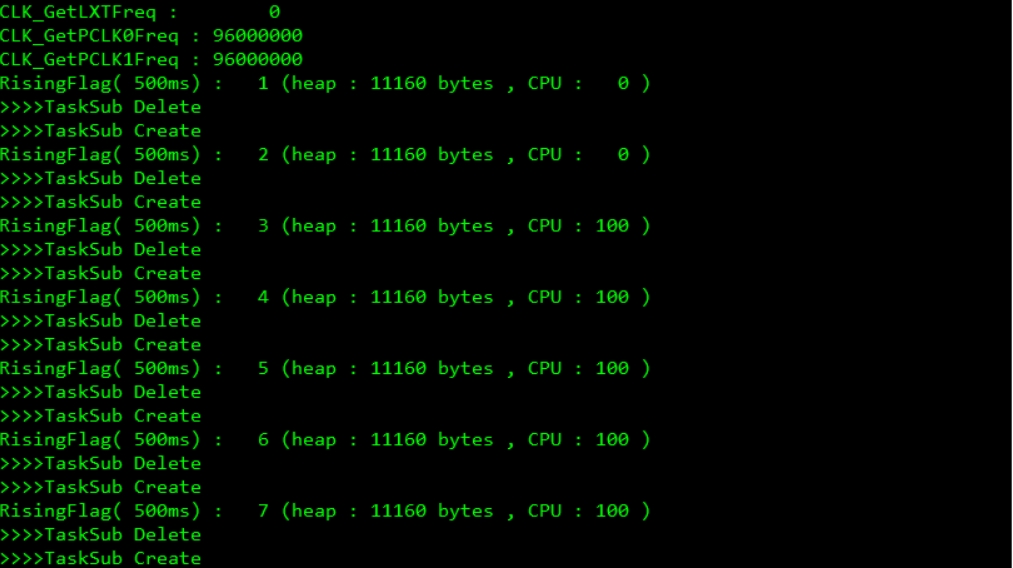 CLK_GetLXTFreq :        0
CLK_GetPCLK0Freq : 96000000
CLK_GetPCLK1Freq : 96000000
RisingFlag( 500ms) :   1 (heap : 11160 bytes , CPU :   0 )
>>>>TaskSub Delete
>>>>TaskSub Create
RisingFlag( 500ms) :   2 (heap : 11160 bytes , CPU :   0 )
>>>>TaskSub Delete
>>>>TaskSub Create
RisingFlag( 500ms) :   3 (heap : 11160 bytes , CPU : 100 )
>>>>TaskSub Delete
>>>>TaskSub Create
RisingFlag( 500ms) :   4 (heap : 11160 bytes , CPU : 100 )
>>>>TaskSub Delete
>>>>TaskSub Create
RisingFlag( 500ms) :   5 (heap : 11160 bytes , CPU : 100 )
>>>>TaskSub Delete
>>>>TaskSub Create
RisingFlag( 500ms) :   6 (heap : 11160 bytes , CPU : 100 )
>>>>TaskSub Delete
>>>>TaskSub Create
RisingFlag( 500ms) :   7 (heap : 11160 bytes , CPU : 100 )
>>>>TaskSub Delete
>>>>TaskSub Create